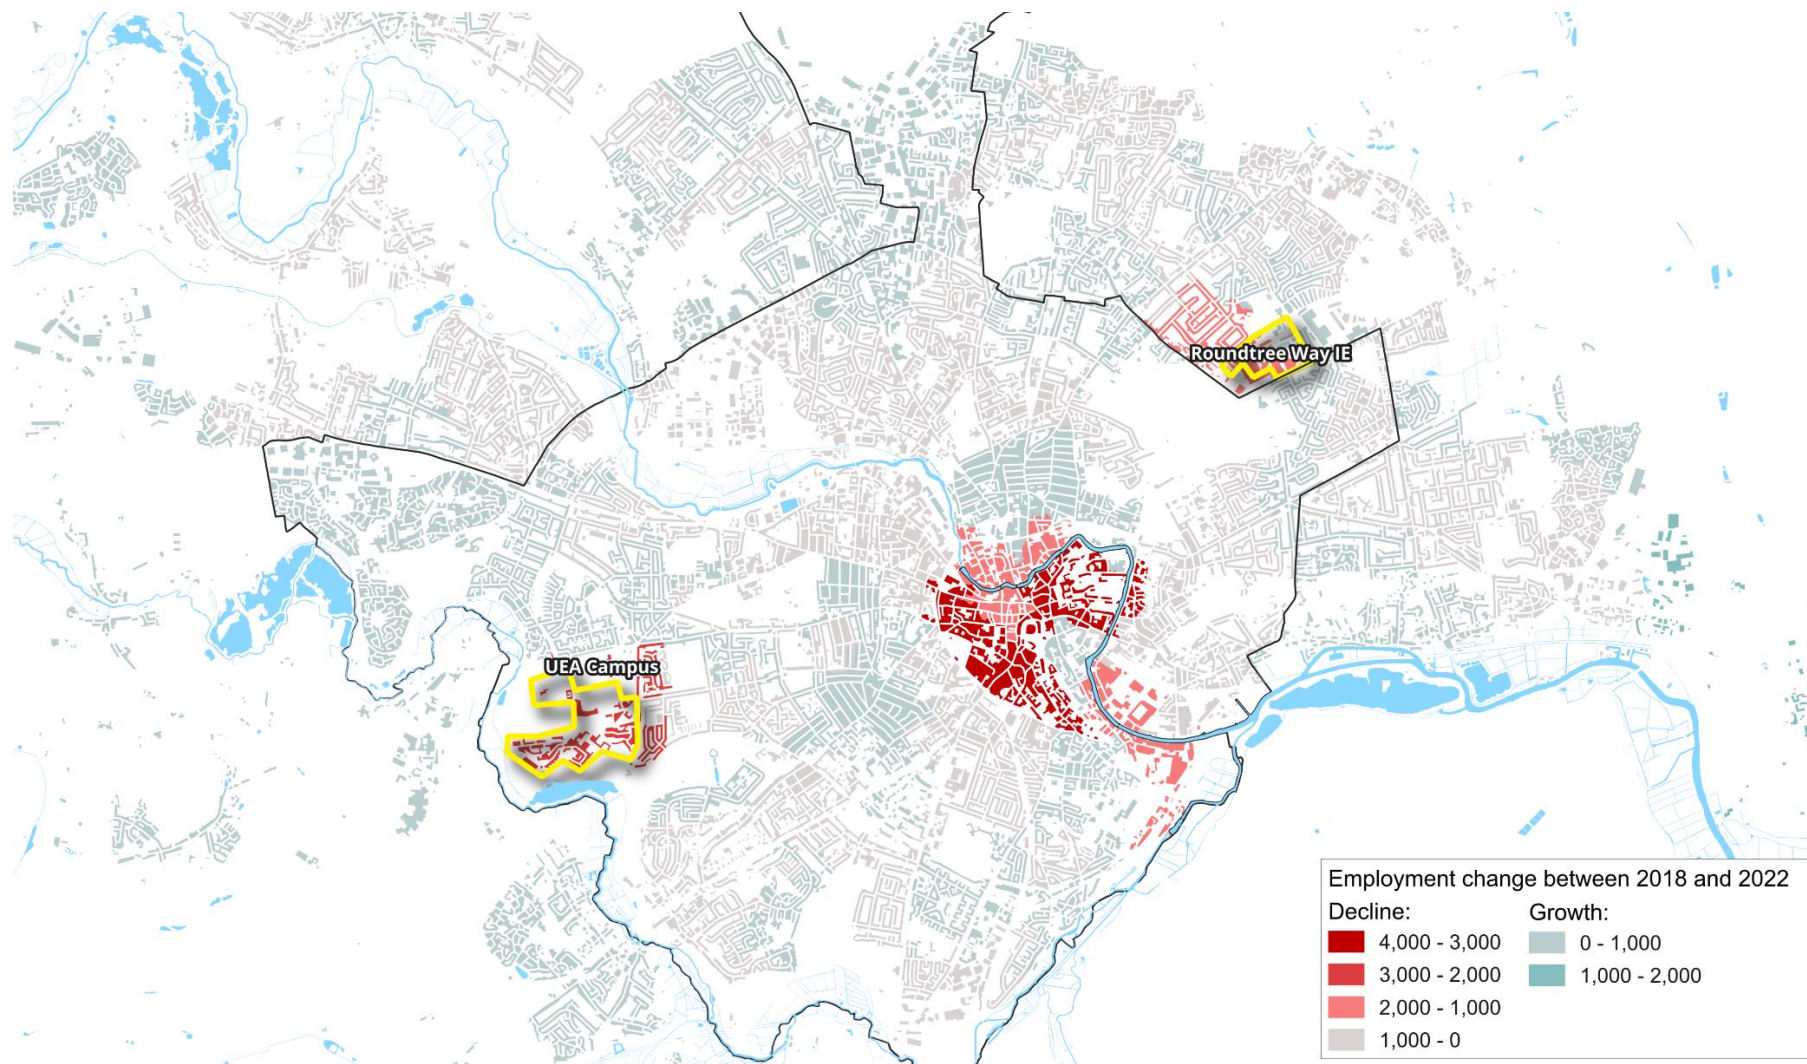 Roundtree Way IE
UEA Campus
Employment change between 2018 and 2022
Decline:
Growth:
4,000 - 3,000
0 - 1,000
3,000 - 2,000
1,000 - 2,000
2,000 - 1,000
1,000 - 0